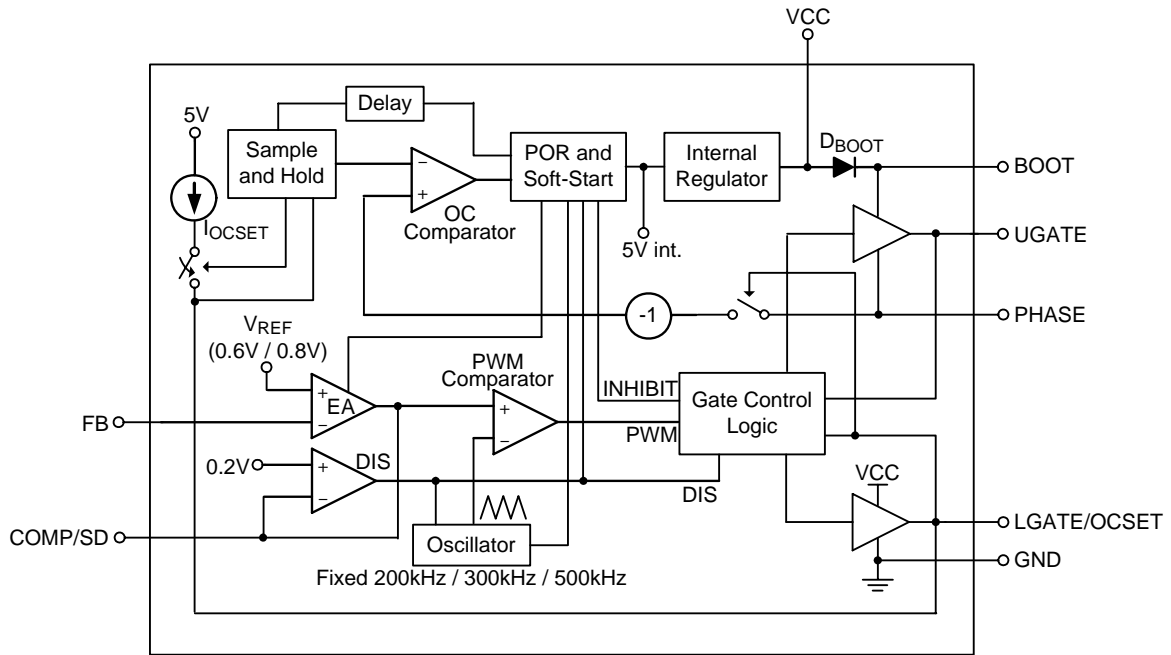 VCC
5V
Delay
Sample
and Hold
POR and
Soft-Start
Internal
Regulator
DBOOT
BOOT
−
+
OC
Comparator
IOCSET
5V int.
UGATE
-1
PHASE
VREF
(0.6V / 0.8V)
PWM
Comparator
+
EA
−
+
−
INHIBIT
PWM
Gate Control
Logic
FB
0.2V
+
−
DIS
DIS
VCC
COMP/SD
Oscillator
LGATE/OCSET
GND
Fixed 200kHz / 300kHz / 500kHz